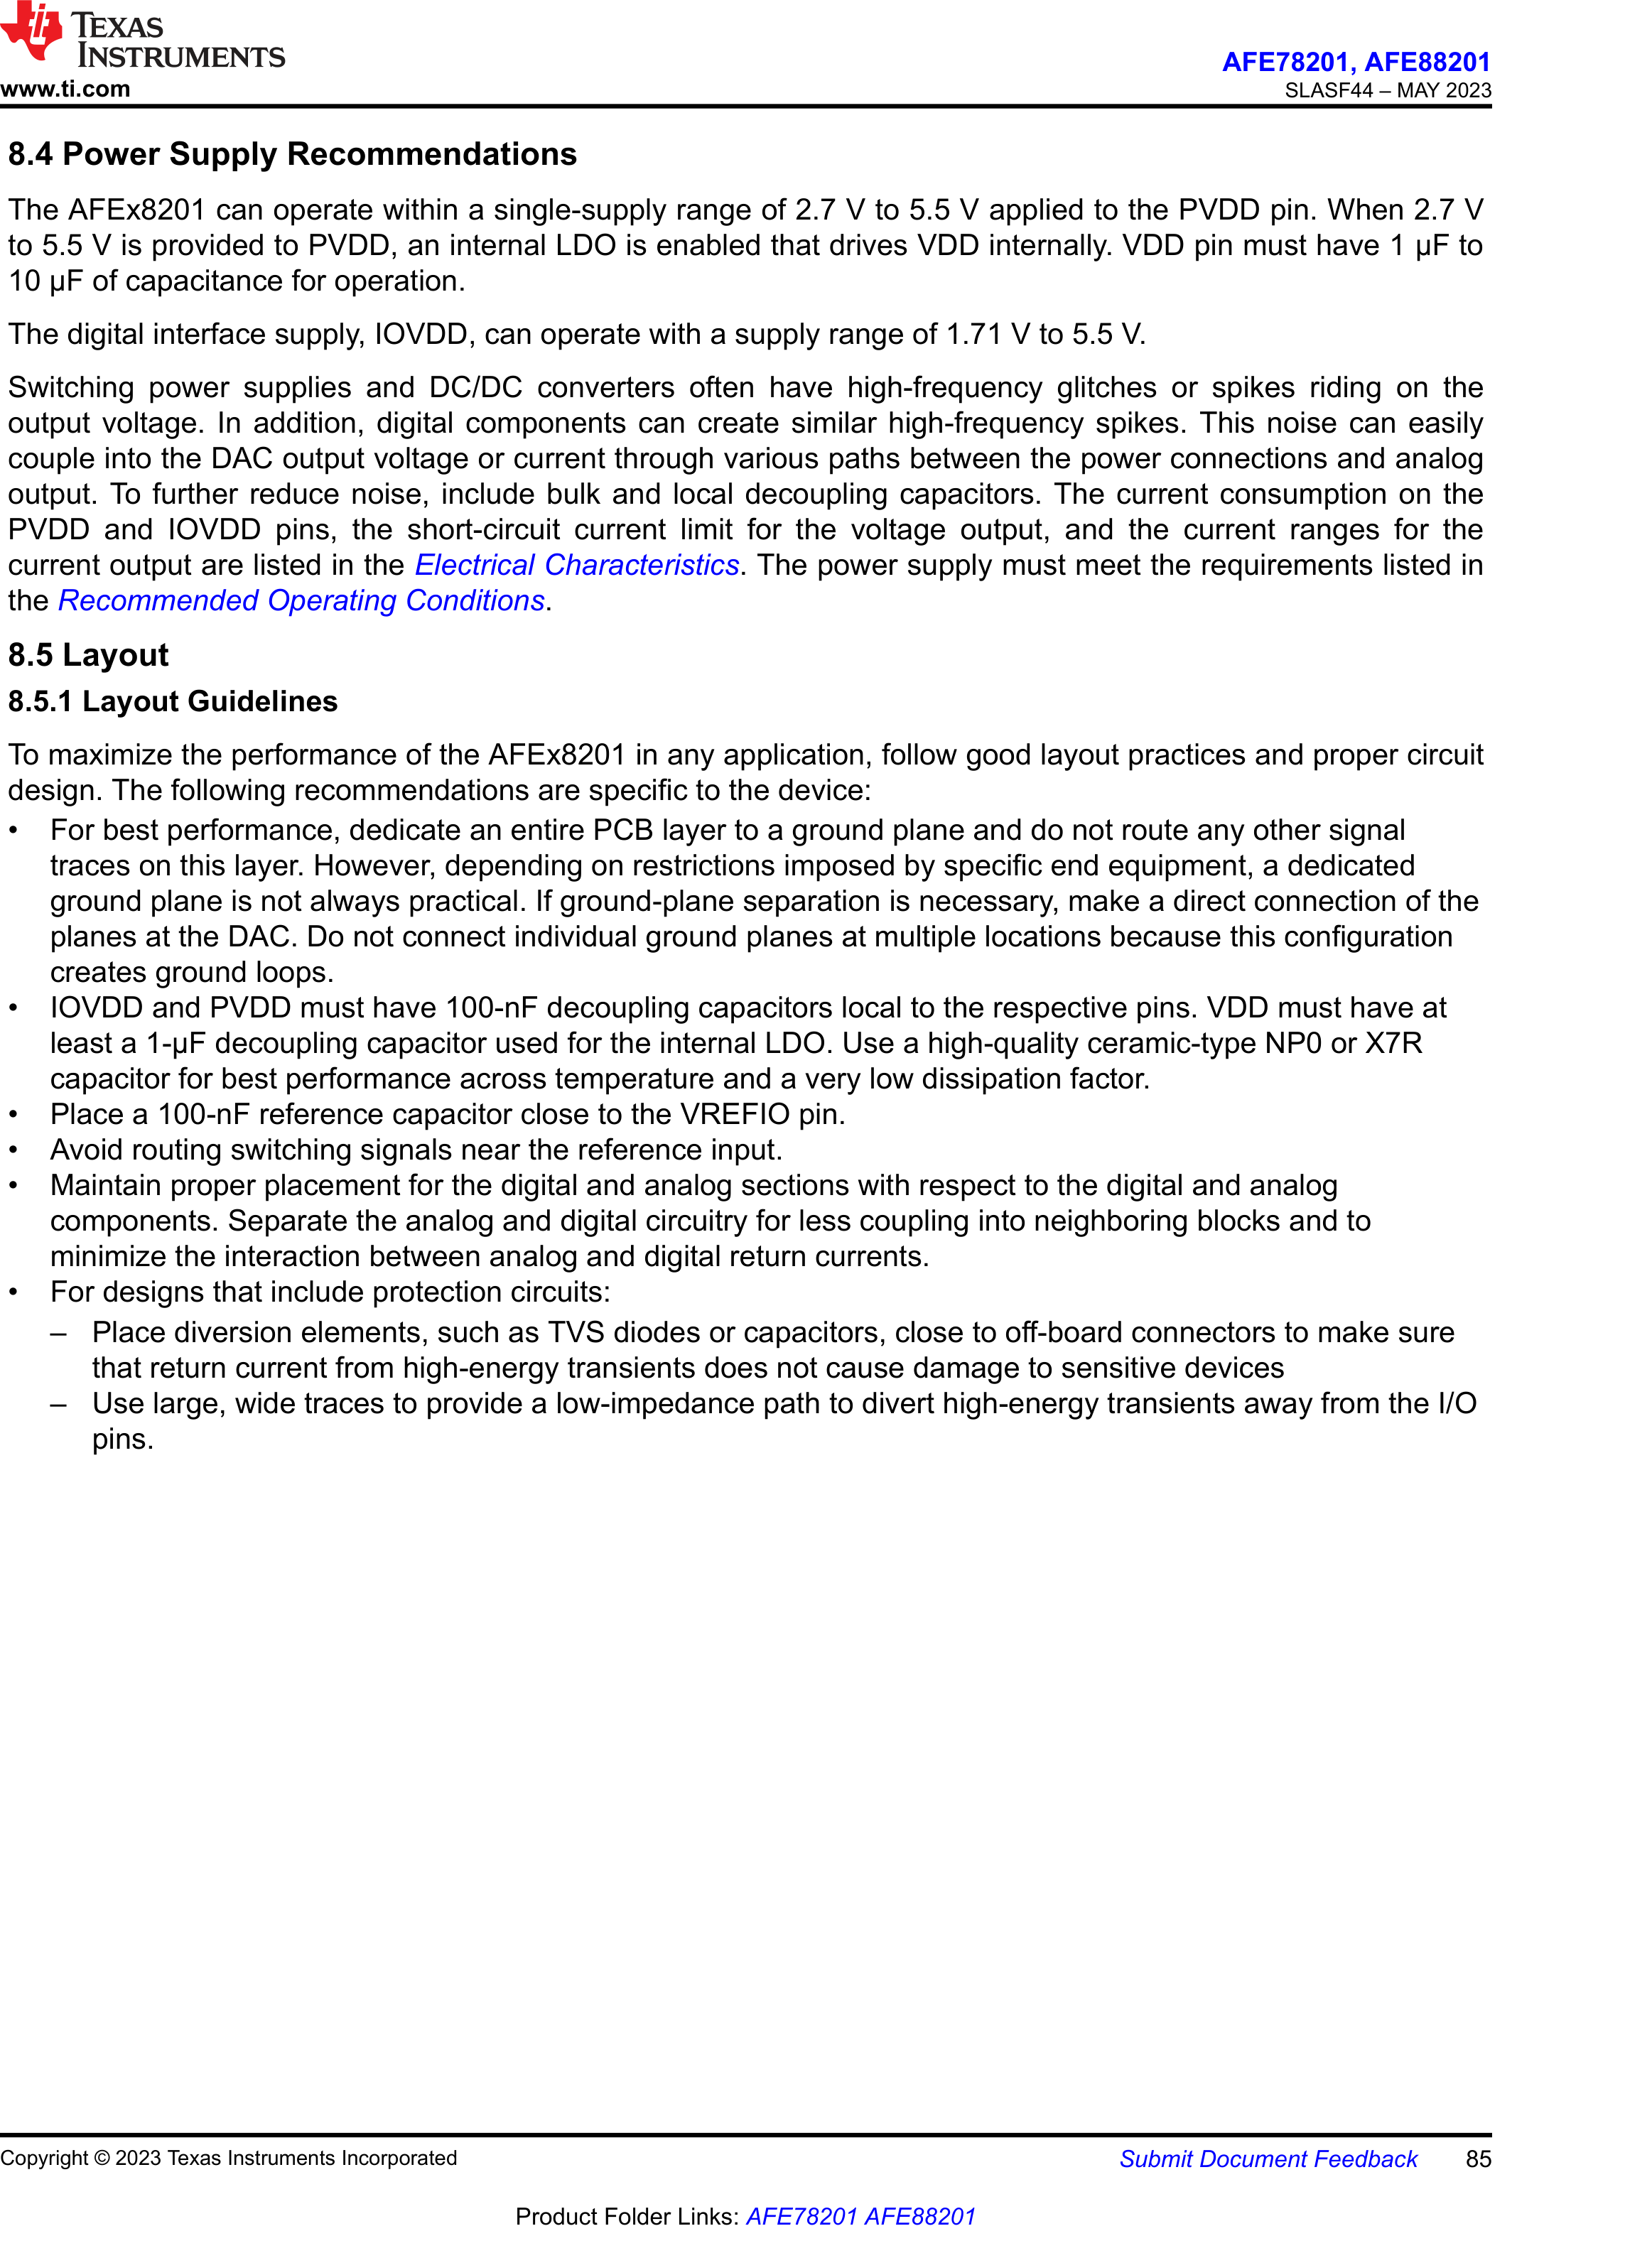 TEXAS
INSTRUMENTS
www.ti.com
AFE78201, AFE88201
SLASF44 – MAY 2023
8.4 Power Supply Recommendations
The AFEx8201 can operate within a single-supply range of 2.7 V to 5.5 V applied to the PVDD pin. When 2.7 V
to 5.5 V is provided to PVDD, an internal LDO is enabled that drives VDD internally. VDD pin must have 1 μF to
10 μF of capacitance for operation.
The digital interface supply, IOVDD, can operate with a supply range of 1.71 V to 5.5 V.
Switching power supplies and DC/DC converters often have high-frequency glitches or spikes riding on the
output voltage. In addition, digital components can create similar high-frequency spikes. This noise can easily
couple into the DAC output voltage or current through various paths between the power connections and analog
output. To further reduce noise, include bulk and local decoupling capacitors. The current consumption on the
PVDD and IOVDD pins, the short-circuit current limit for the voltage output, and the current ranges for the
current output are listed in the Electrical Characteristics. The power supply must meet the requirements listed in
the Recommended Operating Conditions.
8.5 Layout
8.5.1 Layout Guidelines
To maximize the performance of the AFEx8201 in any application, follow good layout practices and proper circuit
design. The following recommendations are specific to the device:
• For best performance, dedicate an entire PCB layer to a ground plane and do not route any other signal
traces on this layer. However, depending on restrictions imposed by specific end equipment, a dedicated
ground plane is not always practical. If ground-plane separation is necessary, make a direct connection of the
planes at the DAC. Do not connect individual ground planes at multiple locations because this configuration
creates ground loops.
• IOVDD and PVDD must have 100-nF decoupling capacitors local to the respective pins. VDD must have at
least a 1-μF decoupling capacitor used for the internal LDO. Use a high-quality ceramic-type NP0 or X7R
capacitor for best performance across temperature and a very low dissipation factor.
• Place a 100-nF reference capacitor close to the VREFIO pin.
• Avoid routing switching signals near the reference input.
• Maintain proper placement for the digital and analog sections with respect to the digital and analog
components. Separate the analog and digital circuitry for less coupling into neighboring blocks and to
minimize the interaction between analog and digital return currents.
• For designs that include protection circuits:
– Place diversion elements, such as TVS diodes or capacitors, close to off-board connectors to make sure
that return current from high-energy transients does not cause damage to sensitive devices
– Use large, wide traces to provide a low-impedance path to divert high-energy transients away from the I/O
pins.
Copyright © 2023 Texas Instruments Incorporated
Submit Document Feedback 85
Product Folder Links: AFE78201 AFE88201